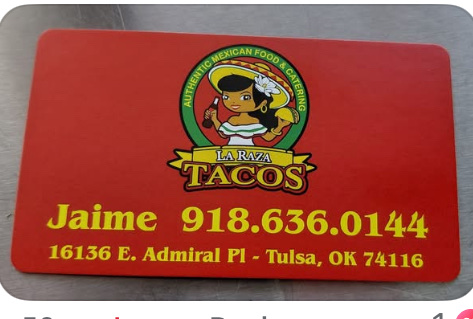 AUTHENTIC MEXICAN FOOD & CATERING
LA RAZA
TACOS
Jaime 918.636.0144
16136 E. Admiral Pl - Tulsa, OK 74116